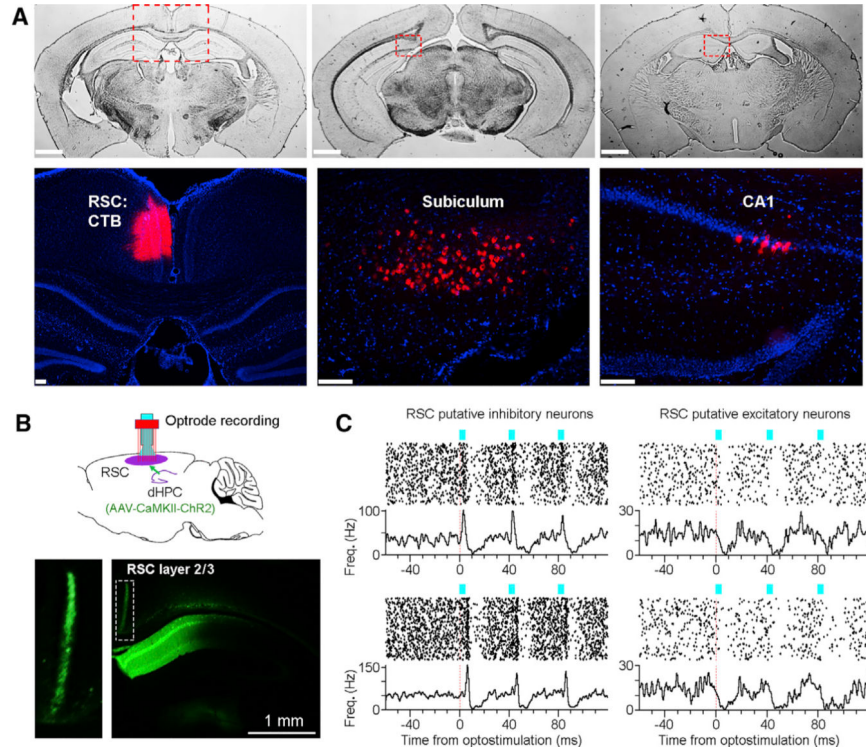 A
RSC:
CTB
Subiculum
CA1
B
Optrode recording
RSC
dHPC
(AAV-CaMKII-ChR2)
RSC layer 2/3
1 mm
C
RSC putative inhibitory neurons
RSC putative excitatory neurons
Freq. (Hz)
100
0
-40 0 40 80
30
0
-40 0 40 80
Freq. (Hz)
150
0
-40 0 40 80
Time from optostimulation (ms)
30
0
-40 0 40 80
Time from optostimulation (ms)